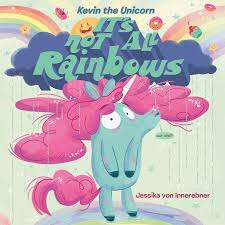 Kevin the Unicorn
It's
Not All
Rainbows
Jessika von Innerebner